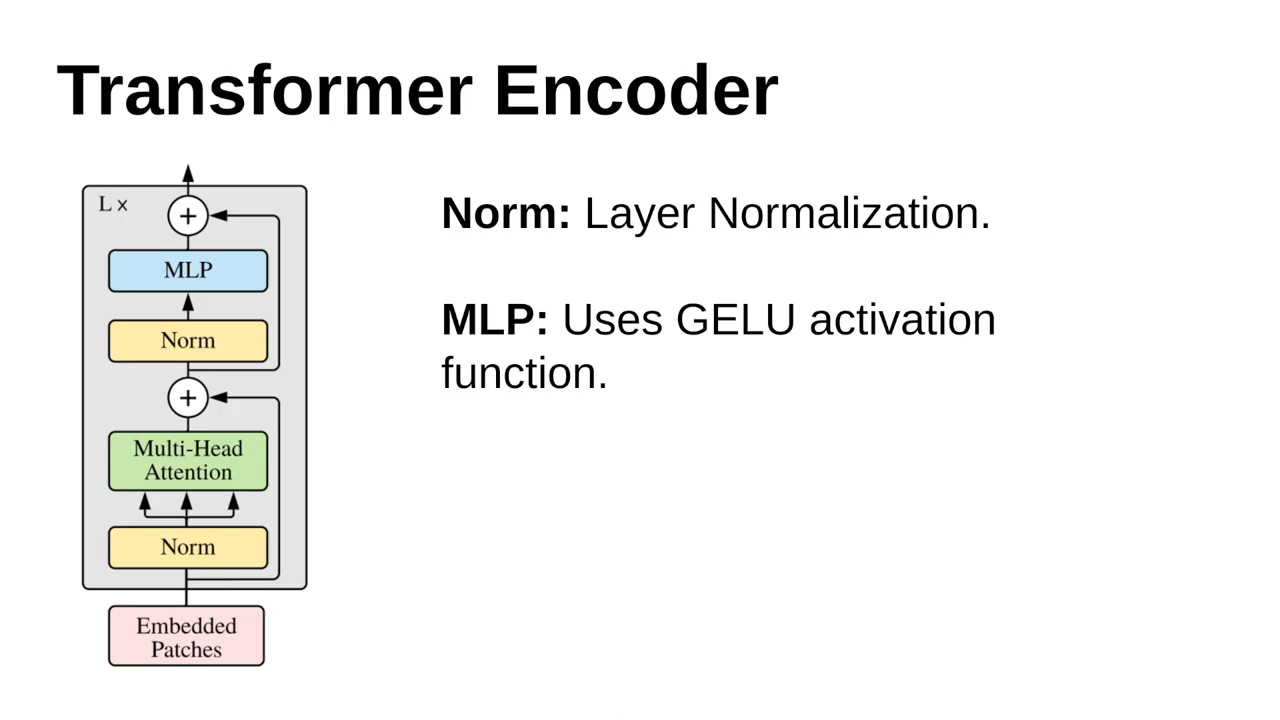 Transformer Encoder
L ×
+
MLP
Norm
+
Multi-Head
Attention
Norm
Embedded
Patches
Norm: Layer Normalization.
MLP: Uses GELU activation
function.